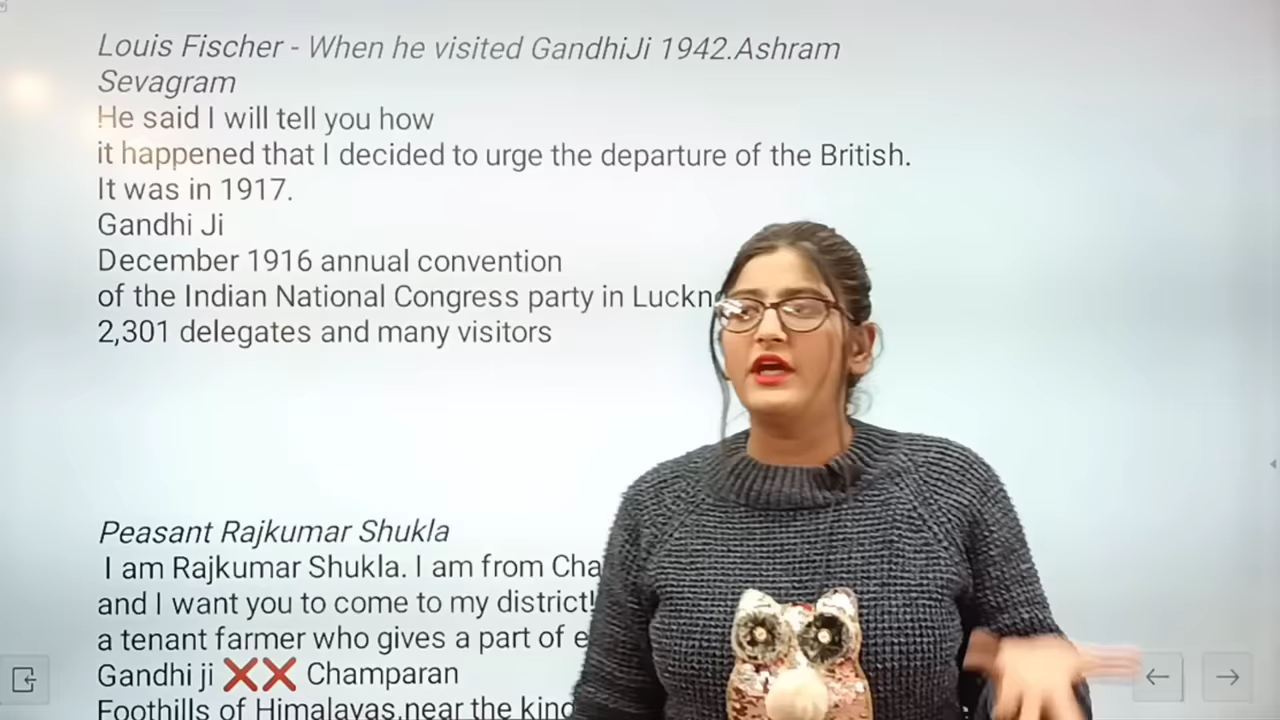 Louis Fischer - When he visited GandhiJi 1942.Ashram
Sevagram
He said I will tell you how
it happened that I decided to urge the departure of the British.
It was in 1917.
Gandhi Ji
December 1916 annual convention
of the Indian National Congress party in
2,301 delegates and many visitors
Peasant Rajkumar Shukla
I am Rajkumar Shukla. I am from
and I want you to come to my district!
a tenant farmer who gives a part of
Gandhi ji ❌❌ Champaran
Foothills of Himalayas,near the